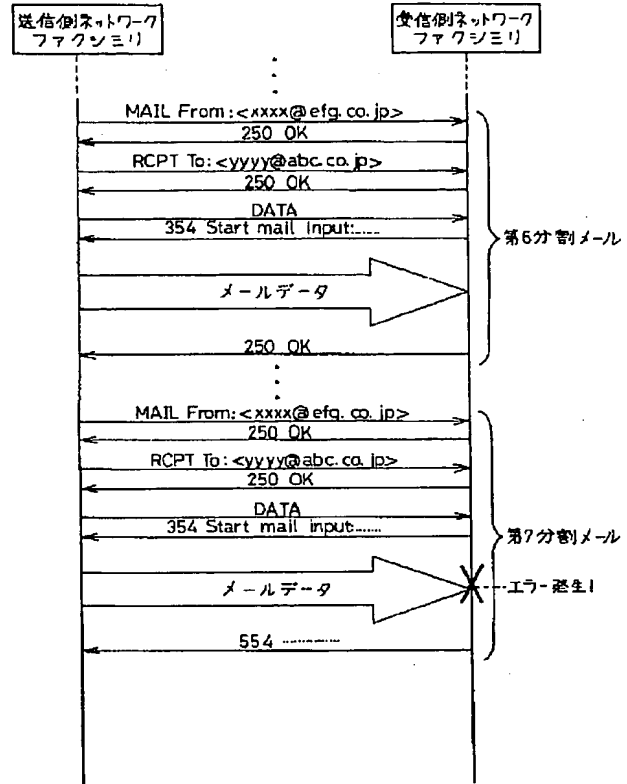 送信側ネットワーク
ファクシミリ
受信側ネットワーク
ファクシミリ
MAIL From:<xxxx@efg.co.jp>
250 OK
RCPT To:<yyyy@abc.co.jp>
250 OK
DATA
354 Start mail input:......
メールデータ
250 OK
第6分割メール
MAIL From:<xxxx@efg.co.jp>
250 OK
RCPT To:<yyyy@abc.co.jp>
250 OK
DATA
354 Start mail input:.......
メールデータ
第7分割メール
エラー発生!
554 ............